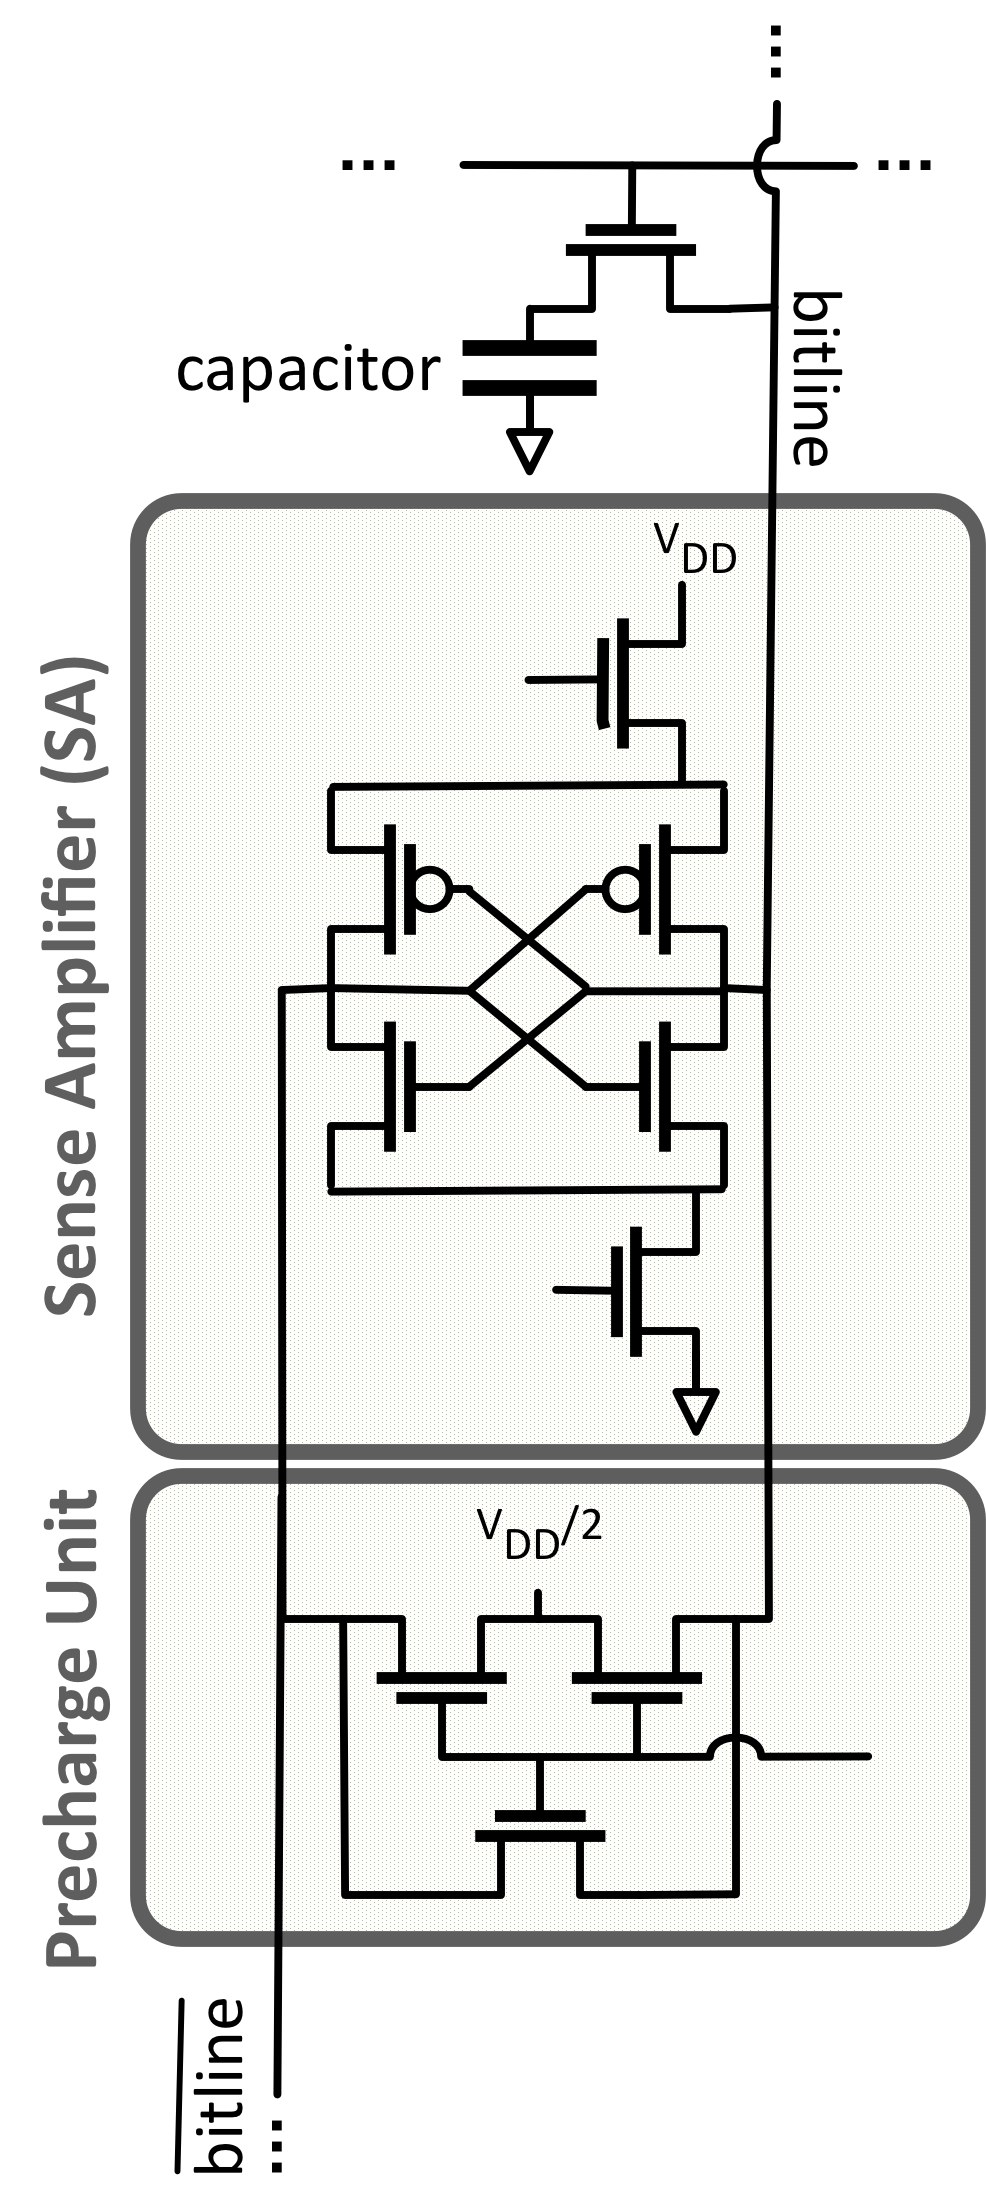 bitline
capacitor
VDD
Sense Amplifier (SA)
VDD/2
Precharge Unit
bitline